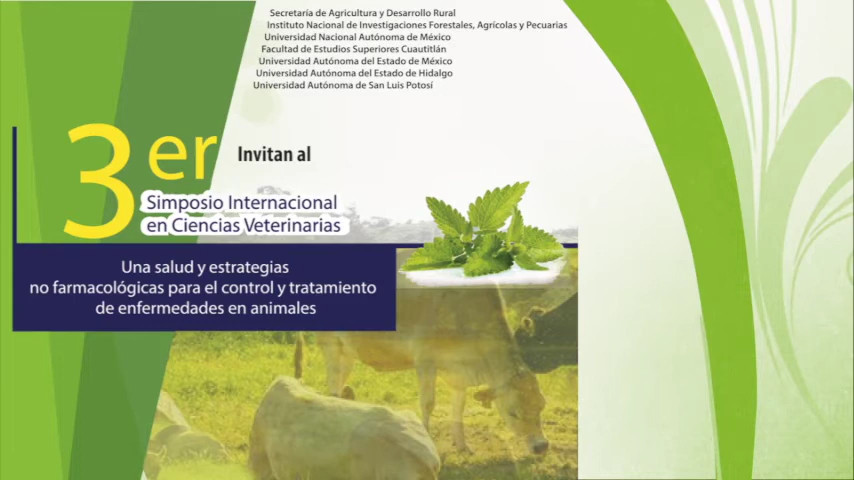 Secretaría de Agricultura y Desarrollo Rural
Instituto Nacional de Investigaciones Forestales, Agrícolas y Pecuarias
Universidad Nacional Autónoma de México
Facultad de Estudios Superiores Cuautitlán
Universidad Autónoma del Estado de México
Universidad Autónoma del Estado de Hidalgo
Universidad Autónoma de San Luis Potosí
3er
Invitan al
Simposio Internacional
en Ciencias Veterinarias
Una salud y estrategias
no farmacológicas para el control y tratamiento
de enfermedades en animales